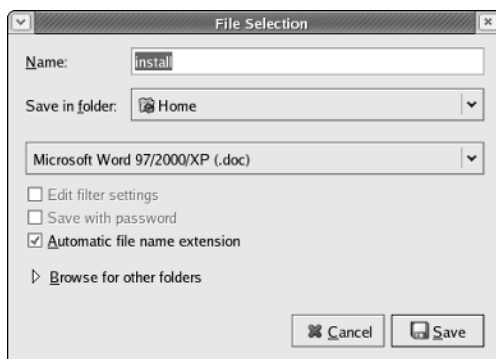 File Selection
Name: install
Save in folder: Home
Microsoft Word 97/2000/XP (.doc)
Edit filter settings
Save with password
Automatic file name extension
Browse for other folders
Cancel Save